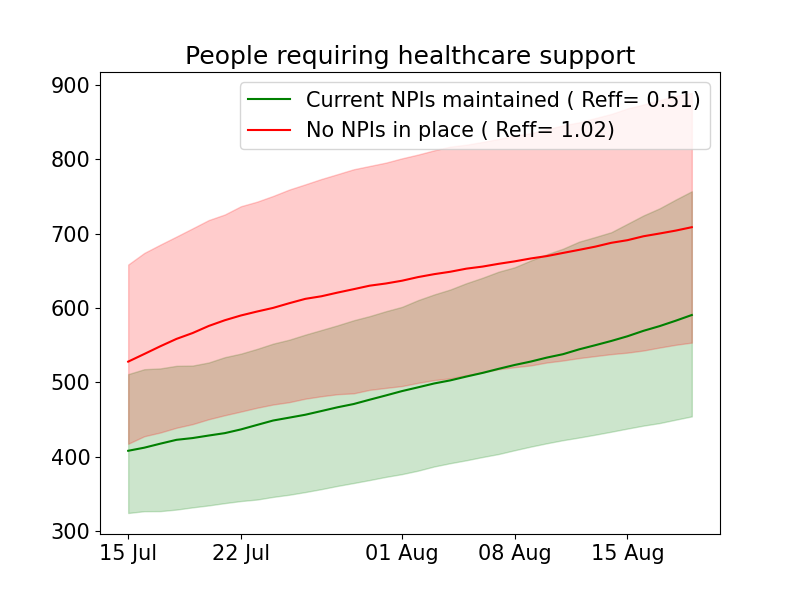 People requiring healthcare support
900
Current NPIs maintained ( Reff= 0.51)
No NPIs in place ( Reff= 1.02)
800
700
600
500
400
300
15 Jul 22 Jul 01 Aug 08 Aug 15 Aug